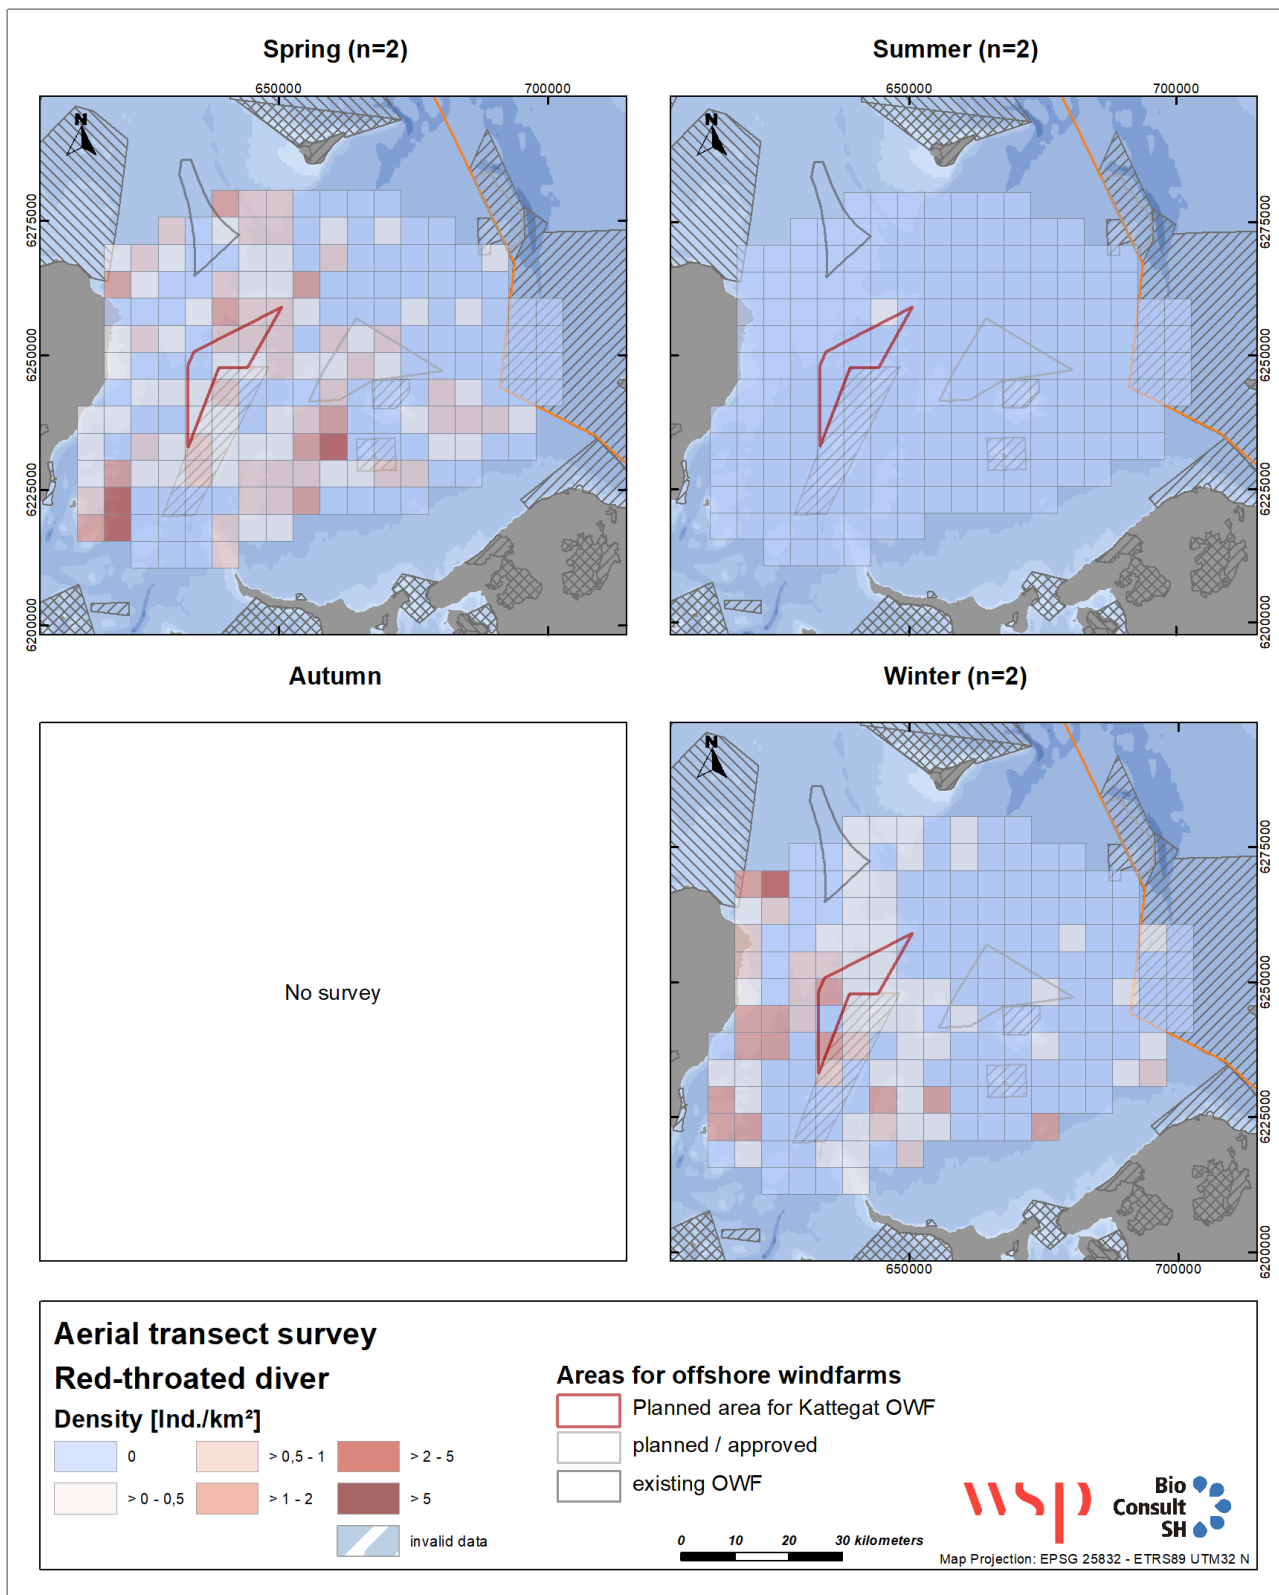 Spring (n=2)
Summer (n=2)
650000
700000
650000
700000
N
N
6275000
6250000
6225000
6200000
6275000
6250000
6225000
6200000
Autumn
Winter (n=2)
No survey
N
6275000
6250000
6225000
6200000
650000
700000
Aerial transect survey
Red-throated diver
Density [Ind./km²]
0
> 0,5 - 1
> 2 - 5
> 0 - 0,5
> 1 - 2
> 5
invalid data
Areas for offshore windfarms
Planned area for Kattegat OWF
planned / approved
existing OWF
0
10
20
30 kilometers
wsp
Bio
Consult
SH
Map Projection: EPSG 25832 - ETRS89 UTM32 N